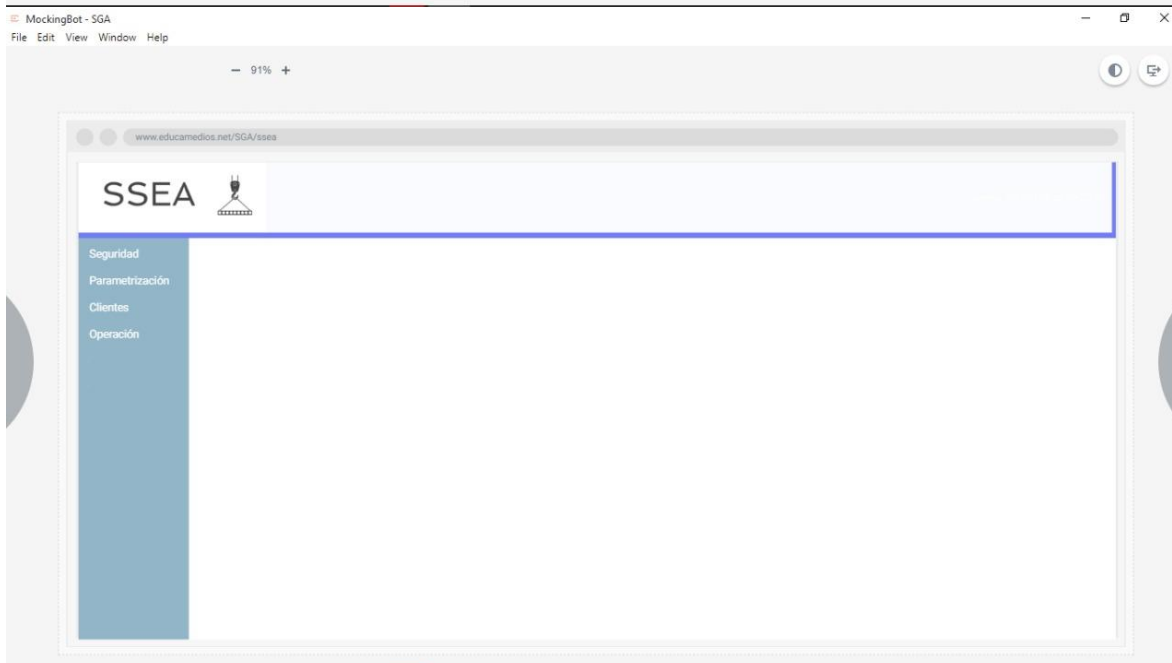 MockingBot - SGA
File Edit View Window Help
91%
www.educamedios.net/SGA/ssea
SSEA
Seguridad
Parametrización
Clientes
Operación